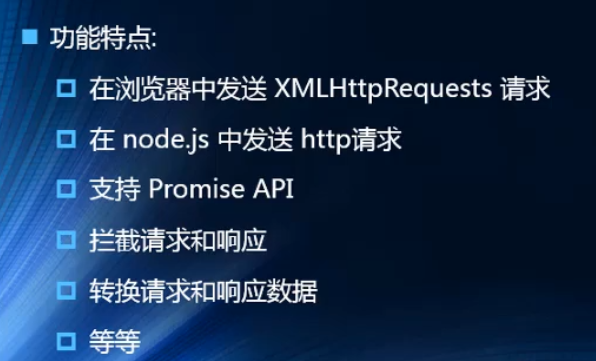 功能特点:
在浏览器中发送 XMLHttpRequests 请求
在 node.js 中发送 http请求
支持 Promise API
拦截请求和响应
转换请求和响应数据
等等